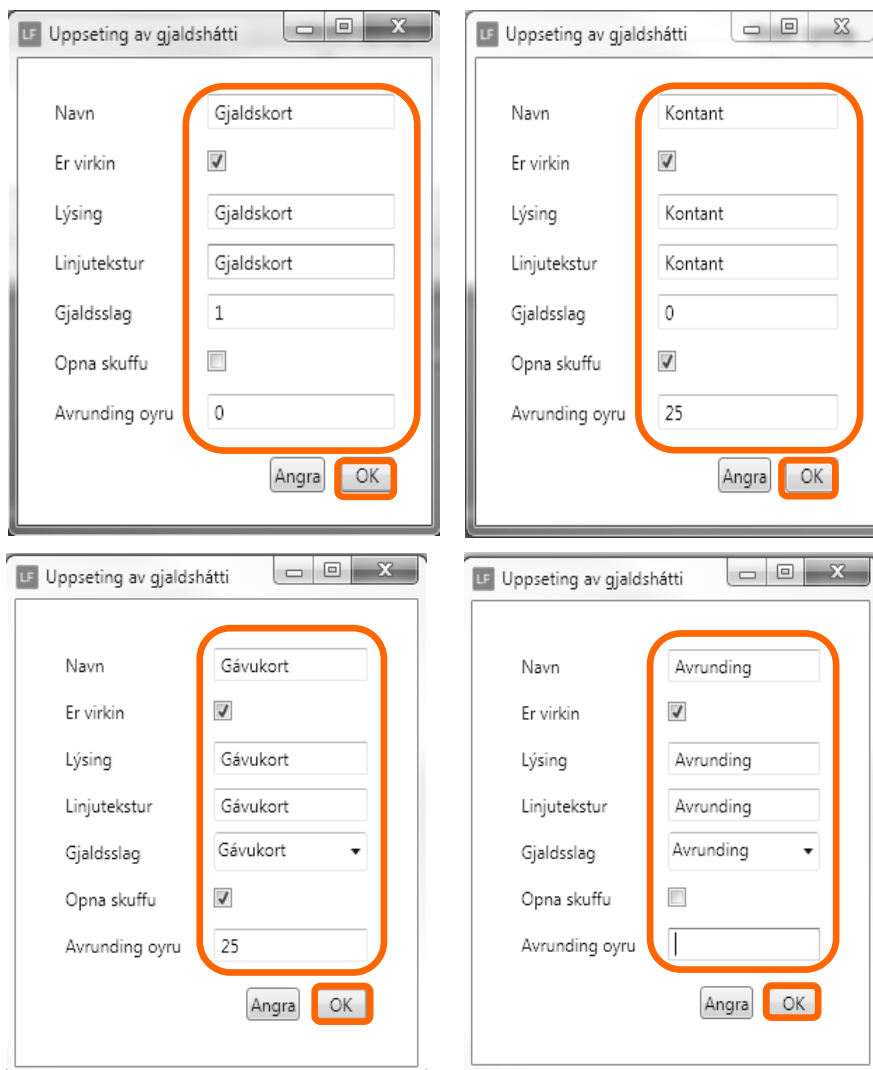 LF Uppseting av gjaldshátti
Navn Gjaldskort
Er virkin
Lýsing Gjaldskort
Linjutekstur Gjaldskort
Gjaldsslag 1
Opna skuffu
Avrunding oyru 0
Angra OK
LF Uppseting av gjaldshátti
Navn Kontant
Er virkin
Lýsing Kontant
Linjutekstur Kontant
Gjaldsslag 0
Opna skuffu
Avrunding oyru 25
Angra OK
LF Uppseting av gjaldshátti
Navn Gávukort
Er virkin
Lýsing Gávukort
Linjutekstur Gávukort
Gjaldsslag Gávukort
Opna skuffu
Avrunding oyru 25
Angra OK
LF Uppseting av gjaldshátti
Navn Avrunding
Er virkin
Lýsing Avrunding
Linjutekstur Avrunding
Gjaldsslag Avrunding
Opna skuffu
Avrunding oyru
Angra OK